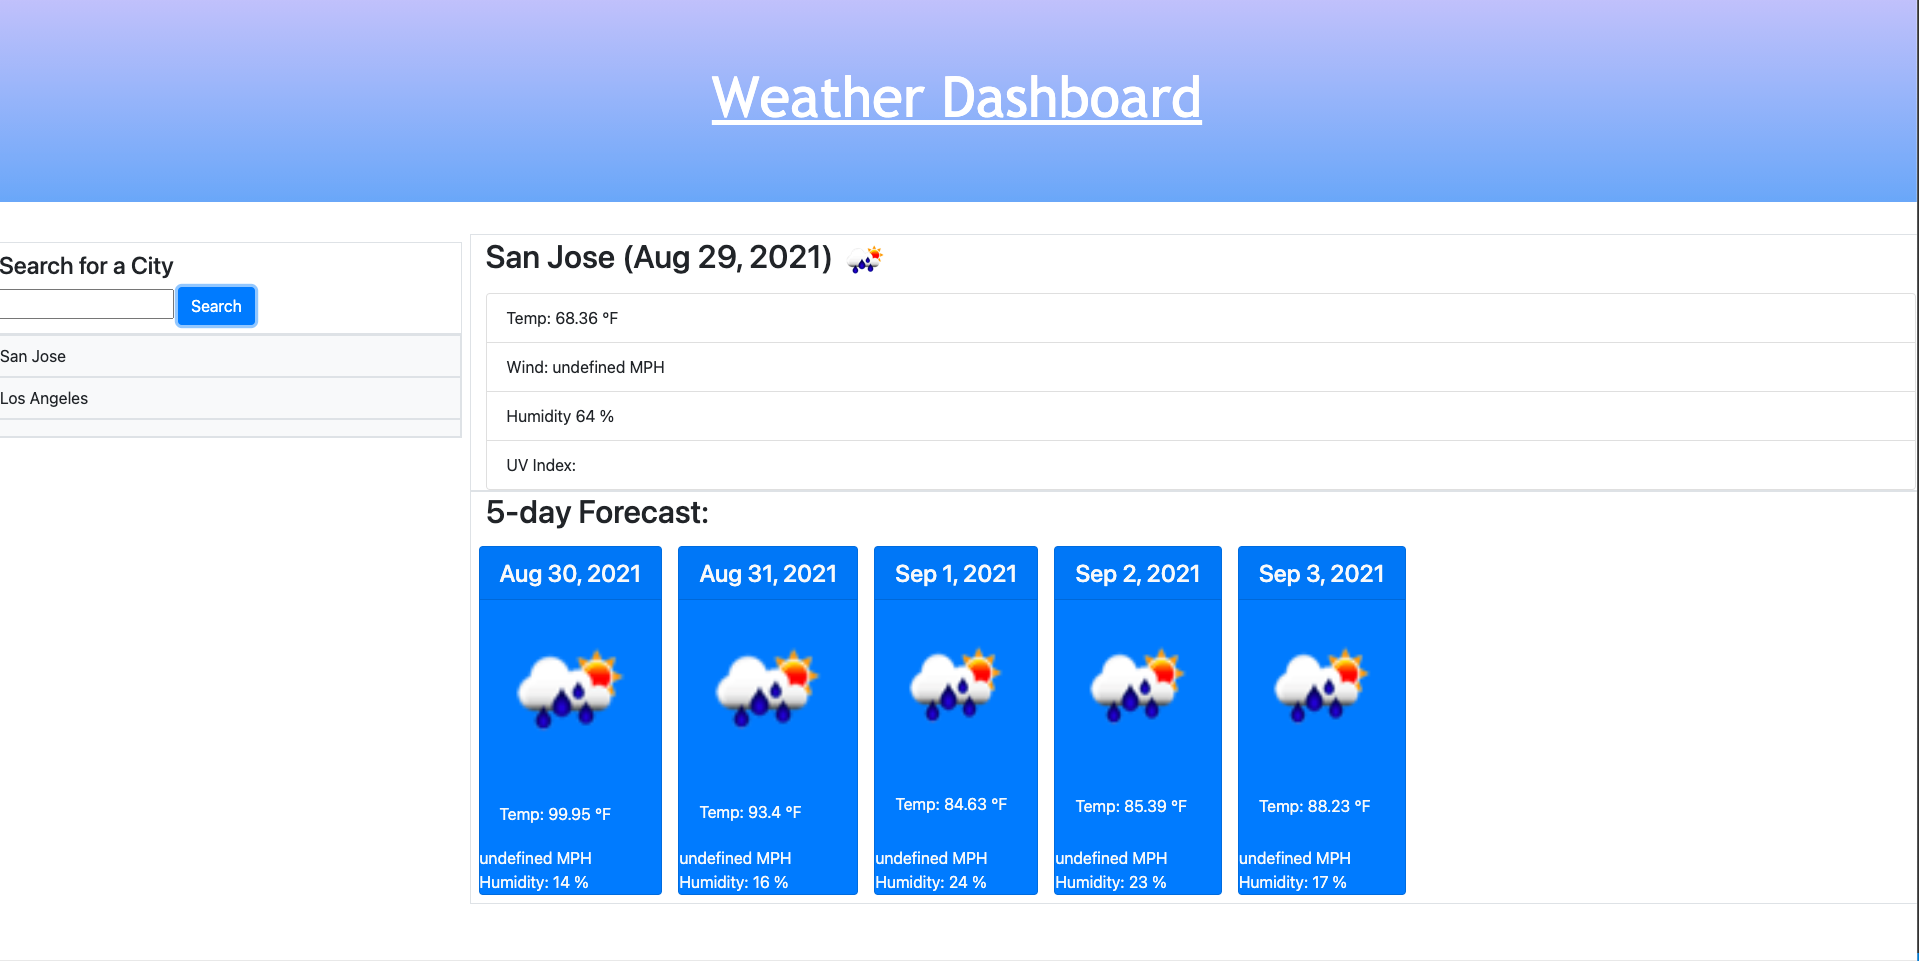 Weather Dashboard
Search for a City
Search
San Jose
Los Angeles
San Jose (Aug 29, 2021)
Temp: 68.36 °F
Wind: undefined MPH
Humidity 64 %
UV Index:
5-day Forecast:
Aug 30, 2021
Temp: 99.95 °F
undefined MPH
Humidity: 14 %
Aug 31, 2021
Temp: 93.4 °F
undefined MPH
Humidity: 16 %
Sep 1, 2021
Temp: 84.63 °F
undefined MPH
Humidity: 24 %
Sep 2, 2021
Temp: 85.39 °F
undefined MPH
Humidity: 23 %
Sep 3, 2021
Temp: 88.23 °F
undefined MPH
Humidity: 17 %